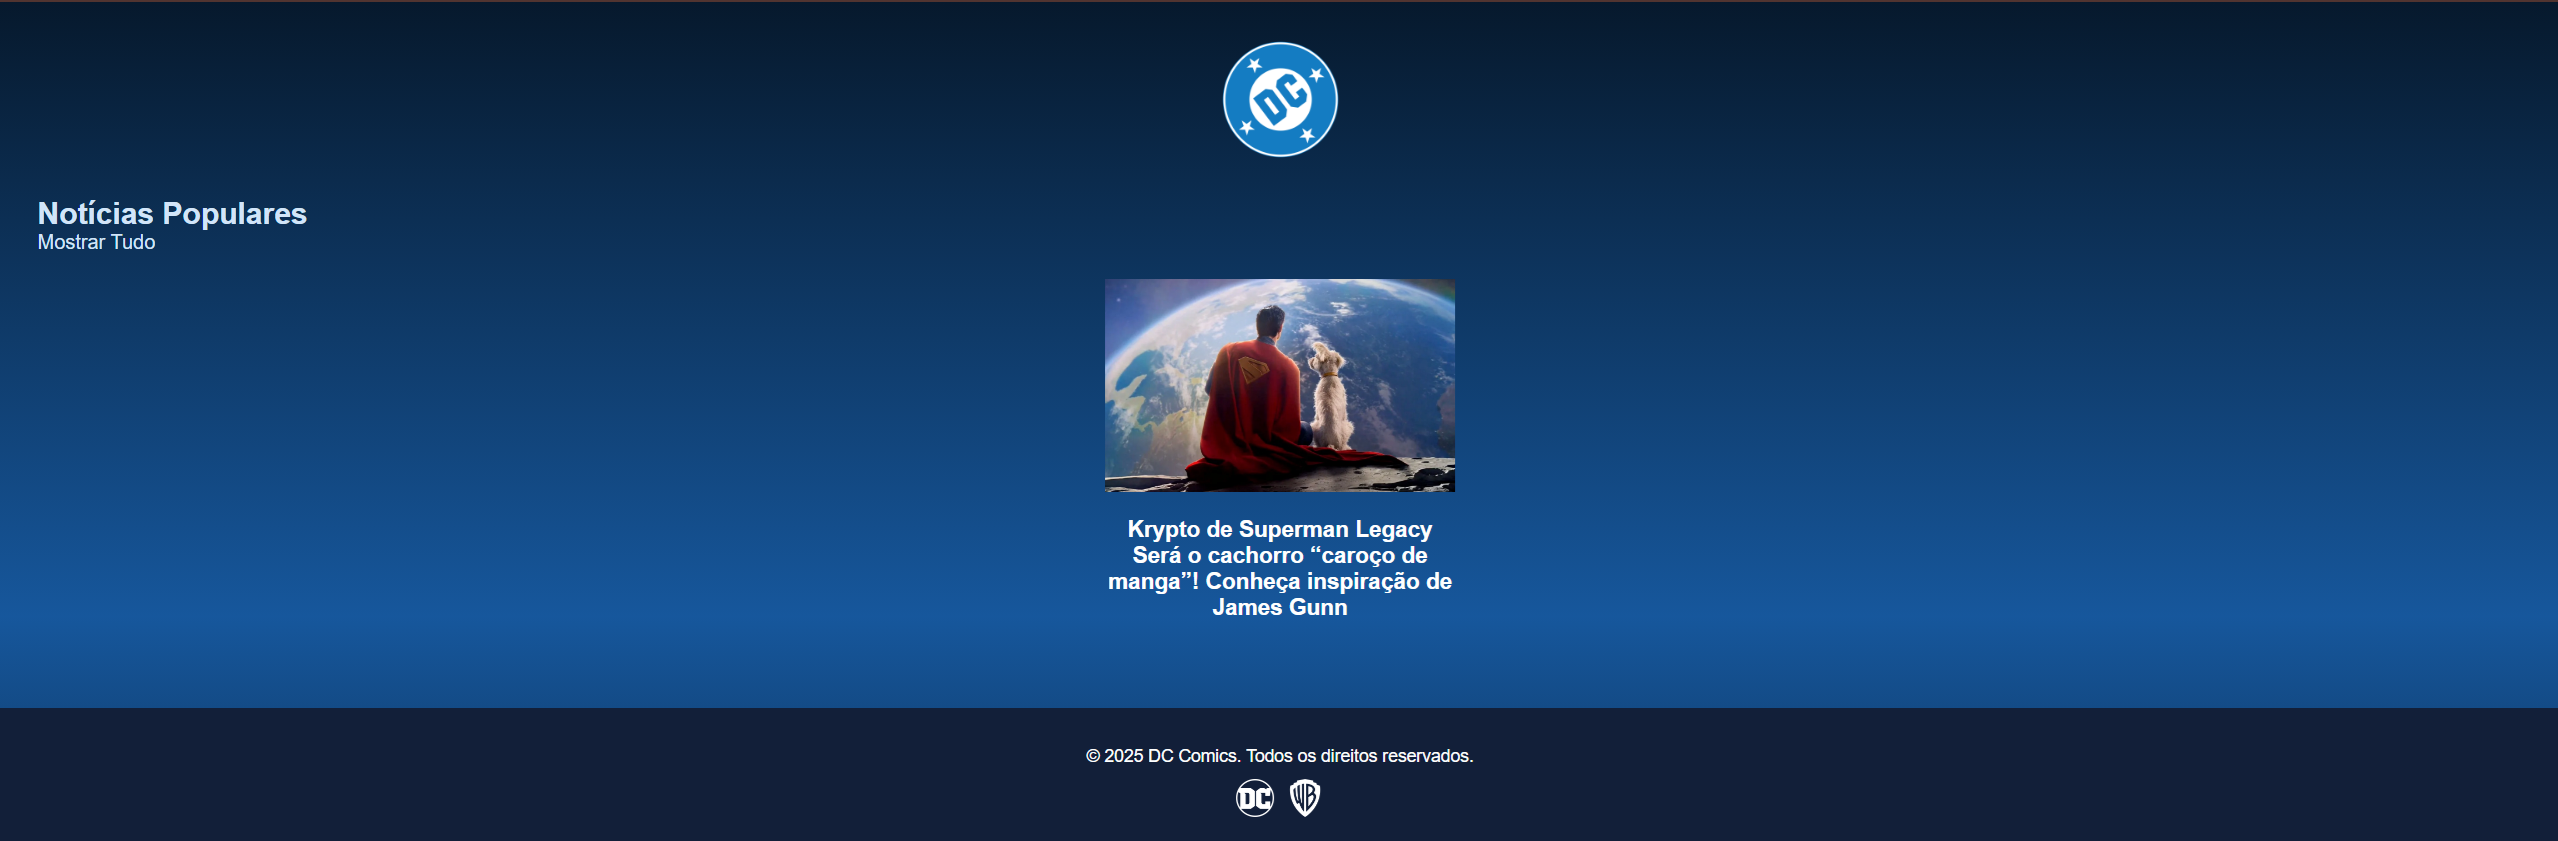 DC
Notícias Populares
Mostrar Tudo
Krypto de Superman Legacy
Será o cachorro “caroço de
manga”! Conheça inspiração de
James Gunn
© 2025 DC Comics. Todos os direitos reservados.
DC WB